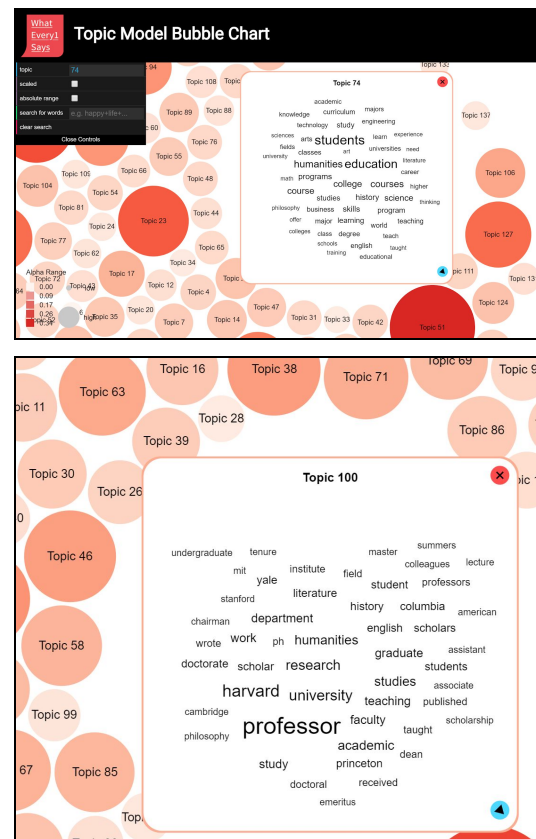 What
Every1
Says
Topic Model Bubble Chart
topic 74
scaled
absolute range
search for words e.g. happy+life+...
clear search
Close Controls
Topic 108
Topic 89
Topic 88
Topic 137
Topic 76
Topic 55
Topic 66
Topic 109
Topic 48
Topic 104
Topic 54
Topic 106
Topic 81
Topic 23
Topic 44
Topic 24
Topic 77
Topic 65
Topic 127
Topic 62
Topic 34
Topic 17
Topic 72
Topic 12
Topic 4
Topic 47
Topic 124
Topic 35
Topic 20
Topic 7
Topic 14
Topic 31
Topic 33
Topic 42
Topic 51
Alpha Range
0.00
0.09
0.17
0.26
low
high
Topic 74
academic
knowledge curriculum majors
technology study engineering
sciences arts students learn experience
fields classes art universities need
university humanities education literature
math programs career
course college courses higher
studies history science thinking
philosophy business skills program
offer major learning world teaching
colleges class degree teach
schools english taught
training educational
Topic 16
Topic 38
Topic 63
Topic 71
Topic 69
Topic 28
Topic 39
Topic 86
Topic 30
Topic 26
Topic 46
Topic 58
Topic 99
Topic 85
67
Topic 100
undergraduate tenure master summers
mit institute field colleagues lecture
yale student professors
stanford literature
history columbia american
chairman department
english scholars
wrote work ph humanities
graduate assistant
doctorate scholar research students
studies associate
harvard university teaching published
cambridge professor faculty scholarship
philosophy taught
academic dean
study princeton
doctoral received
emeritus